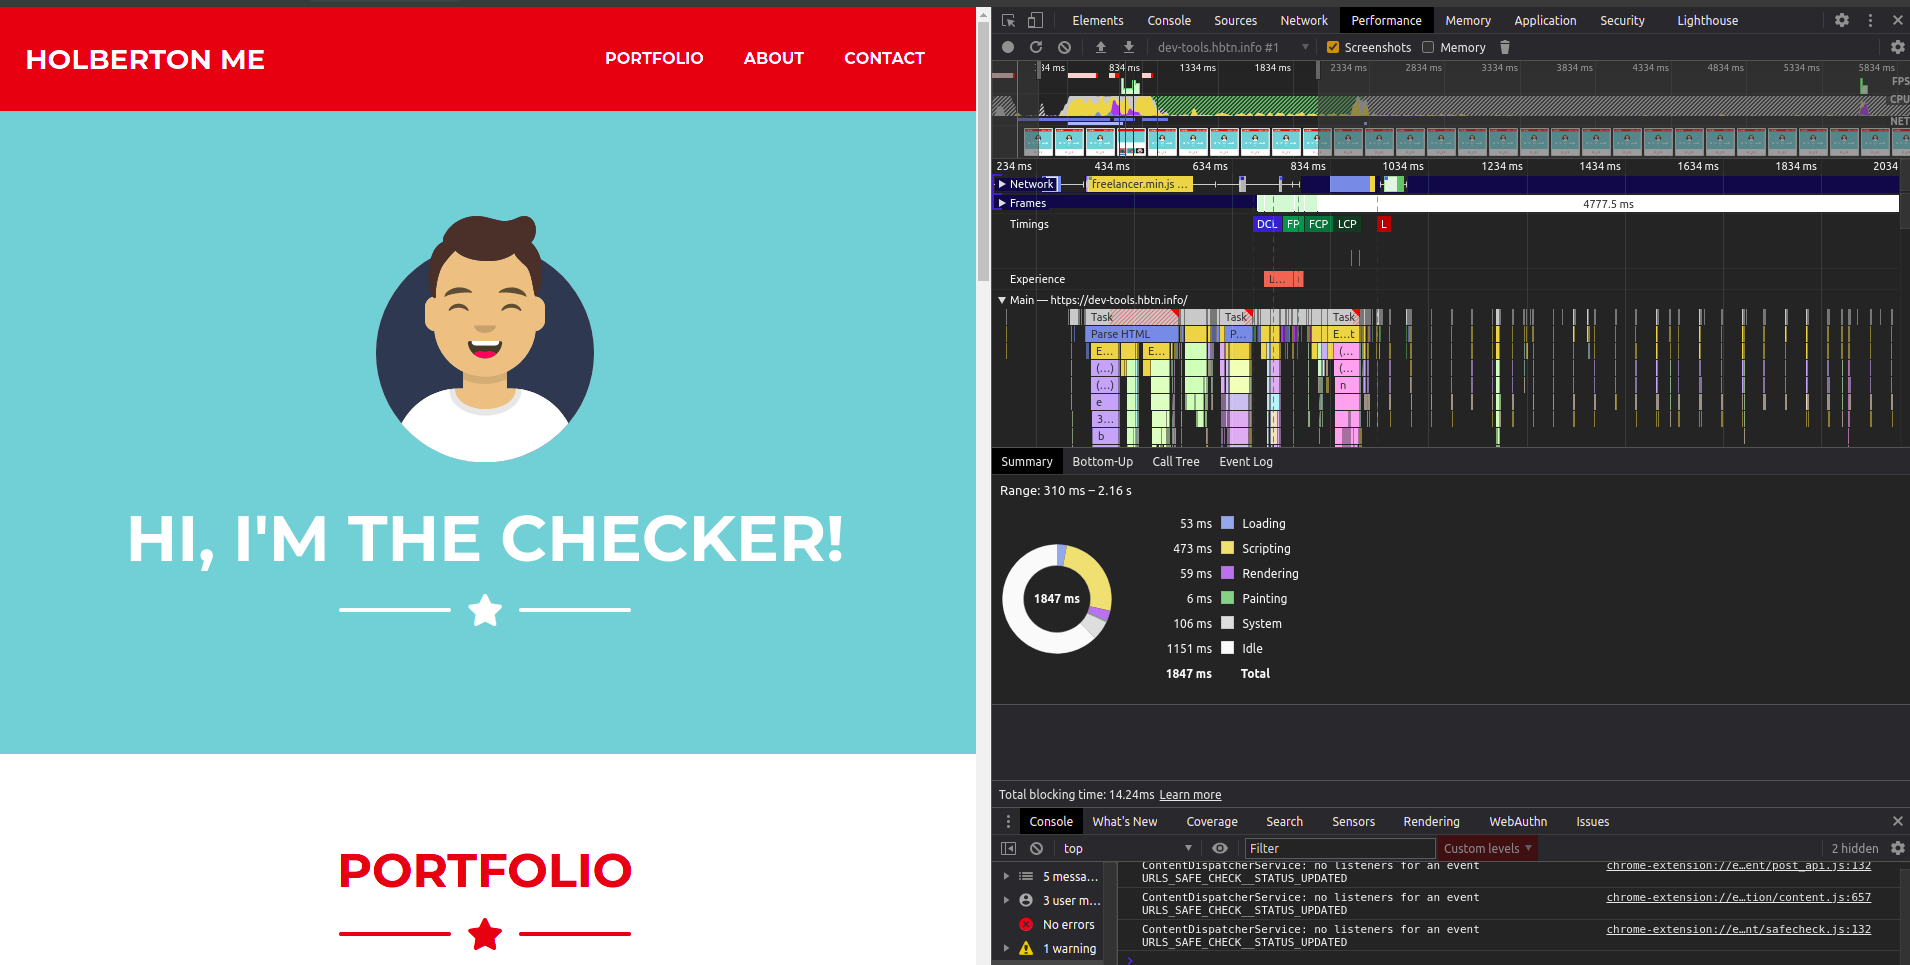 HOLBERTON ME
PORTFOLIO ABOUT CONTACT
HI, I'M THE CHECKER!
PORTFOLIO
Elements Console Sources Network Performance Memory Application Security Lighthouse
dev-tools.hbtn.info #1 Screenshots Memory
34 ms 834 ms 1334 ms 1834 ms 2334 ms 2834 ms 3334 ms 3834 ms 4334 ms 4834 ms 5334 ms 5834 ms
FPS
CPU
NET
234 ms 434 ms 634 ms 834 ms 1034 ms 1234 ms 1434 ms 1634 ms 1834 ms 2034
Network freelancer.min.js ...
Frames 4777.5 ms
Timings DCL FP FCP LCP L
Experience L...
Main — https://dev-tools.hbtn.info/
Task Task Task
Parse HTML P... E...t
E... E... (...
(...) (...
(...) n
e
3...
b
Summary Bottom-Up Call Tree Event Log
Range: 310 ms – 2.16 s
1847 ms
53 ms Loading
473 ms Scripting
59 ms Rendering
6 ms Painting
106 ms System
1151 ms Idle
1847 ms Total
Total blocking time: 14.24ms Learn more
Console What's New Coverage Search Sensors Rendering WebAuthn Issues
top Filter Custom levels 2 hidden
5 messa...
3 user m...
No errors
1 warning
ContentDispatcherService: no listeners for an event chrome-extension://e…ent/post_api.js:132
URLS_SAFE_CHECK__STATUS_UPDATED
ContentDispatcherService: no listeners for an event chrome-extension://e…tion/content.js:657
URLS_SAFE_CHECK__STATUS_UPDATED
ContentDispatcherService: no listeners for an event chrome-extension://e…nt/safecheck.js:132
URLS_SAFE_CHECK__STATUS_UPDATED